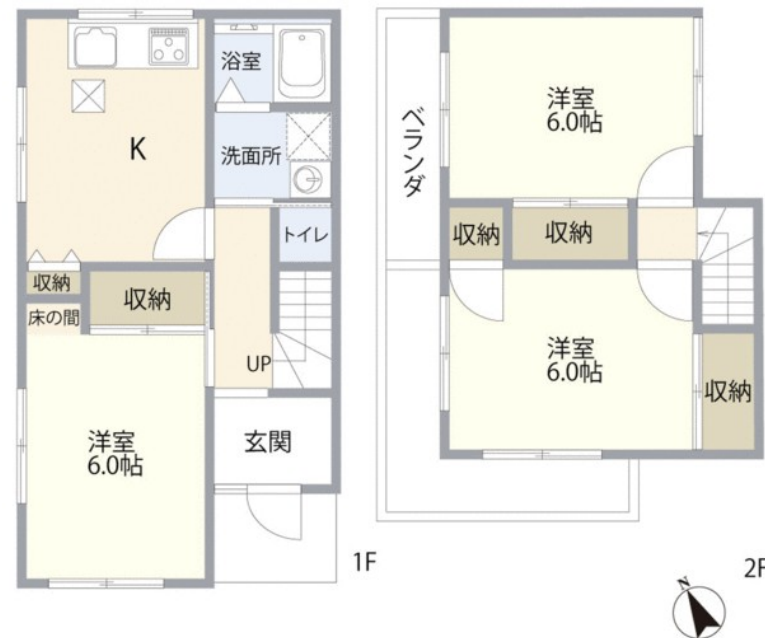 浴室
K
洗面所
トイレ
収納
収納
床の間
UP
洋室
6.0帖
玄関
1F
ベランダ
洋室
6.0帖
収納
収納
洋室
6.0帖
収納
2F
N